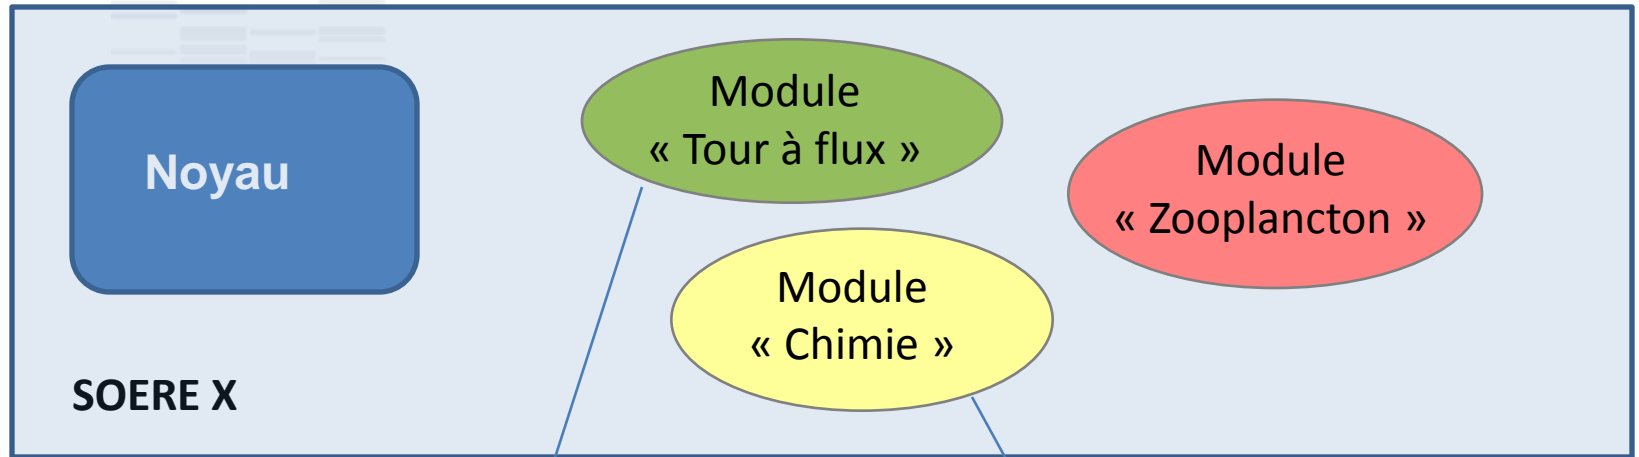 Noyau
Module
« Tour à flux »
Module
« Zooplancton »
Module
« Chimie »
SOERE X